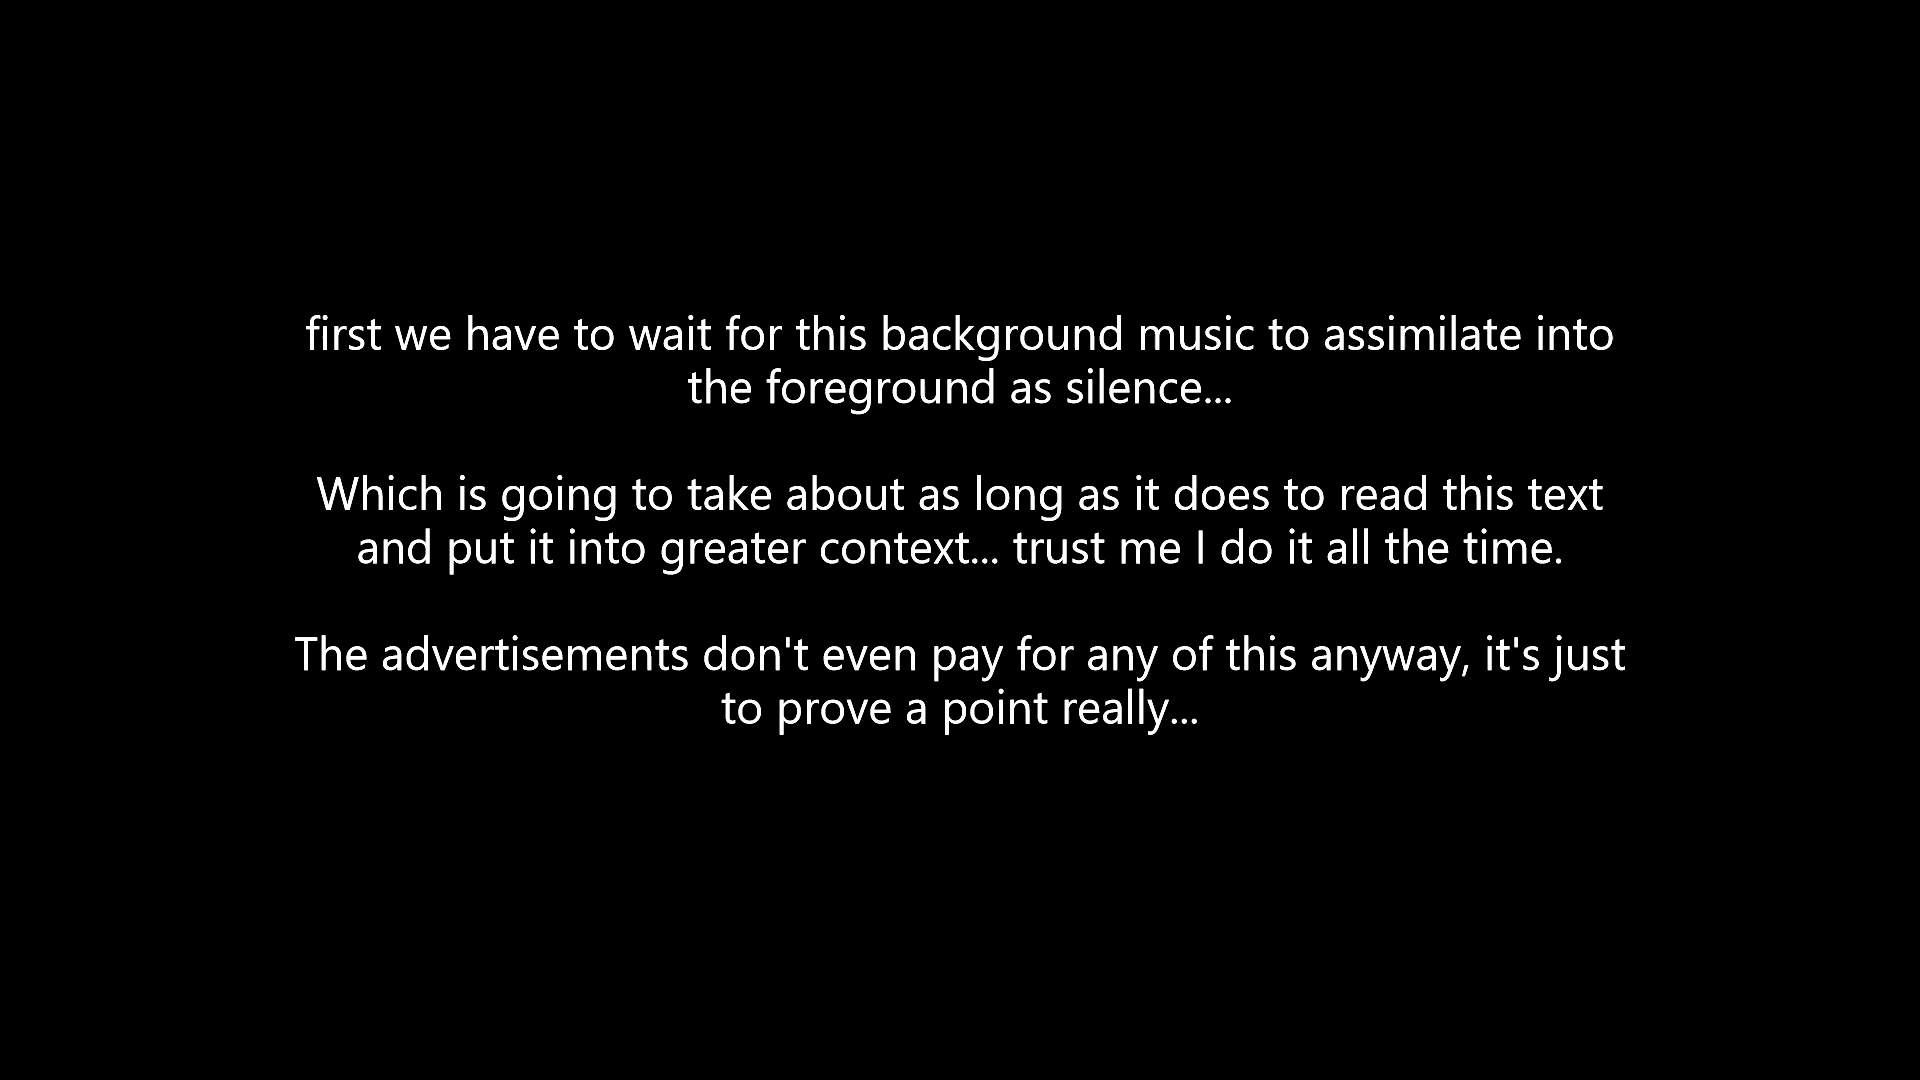 first we have to wait for this background music to assimilate into
the foreground as silence...
Which is going to take about as long as it does to read this text
and put it into greater context... trust me I do it all the time.
The advertisements don't even pay for any of this anyway, it's just
to prove a point really...